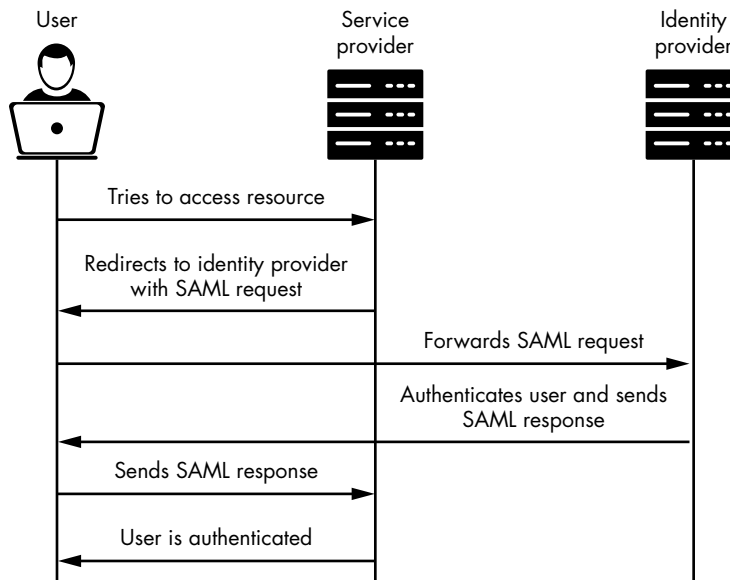 User
Service
provider
Identity
provider
Tries to access resource
Redirects to identity provider
with SAML request
Forwards SAML request
Authenticates user and sends
SAML response
Sends SAML response
User is authenticated